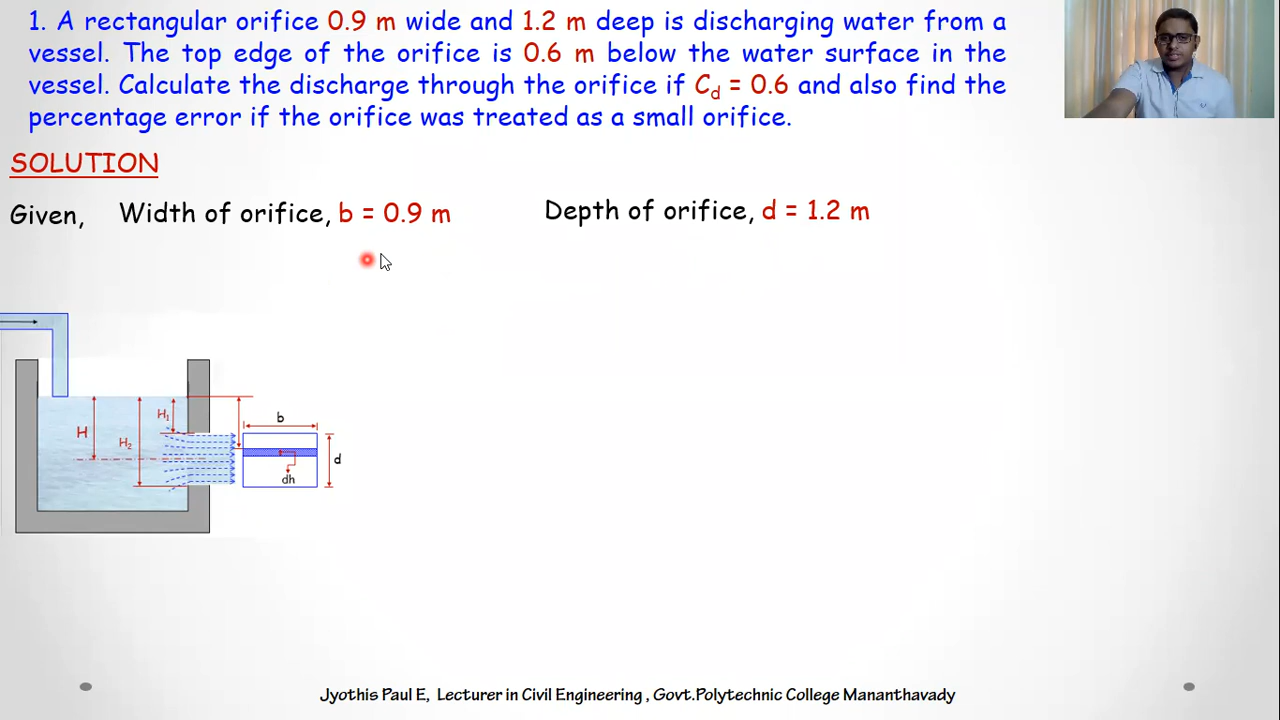 1. A rectangular orifice 0.9 m wide and 1.2 m deep is discharging water from a
vessel. The top edge of the orifice is 0.6 m below the water surface in the
vessel. Calculate the discharge through the orifice if Cd = 0.6 and also find the
percentage error if the orifice was treated as a small orifice.
SOLUTION
Given, Width of orifice, b = 0.9 m Depth of orifice, d = 1.2 m
H
H₁
H₂
b
d
dh
Jyothis Paul E, Lecturer in Civil Engineering , Govt.Polytechnic College Mananthavady